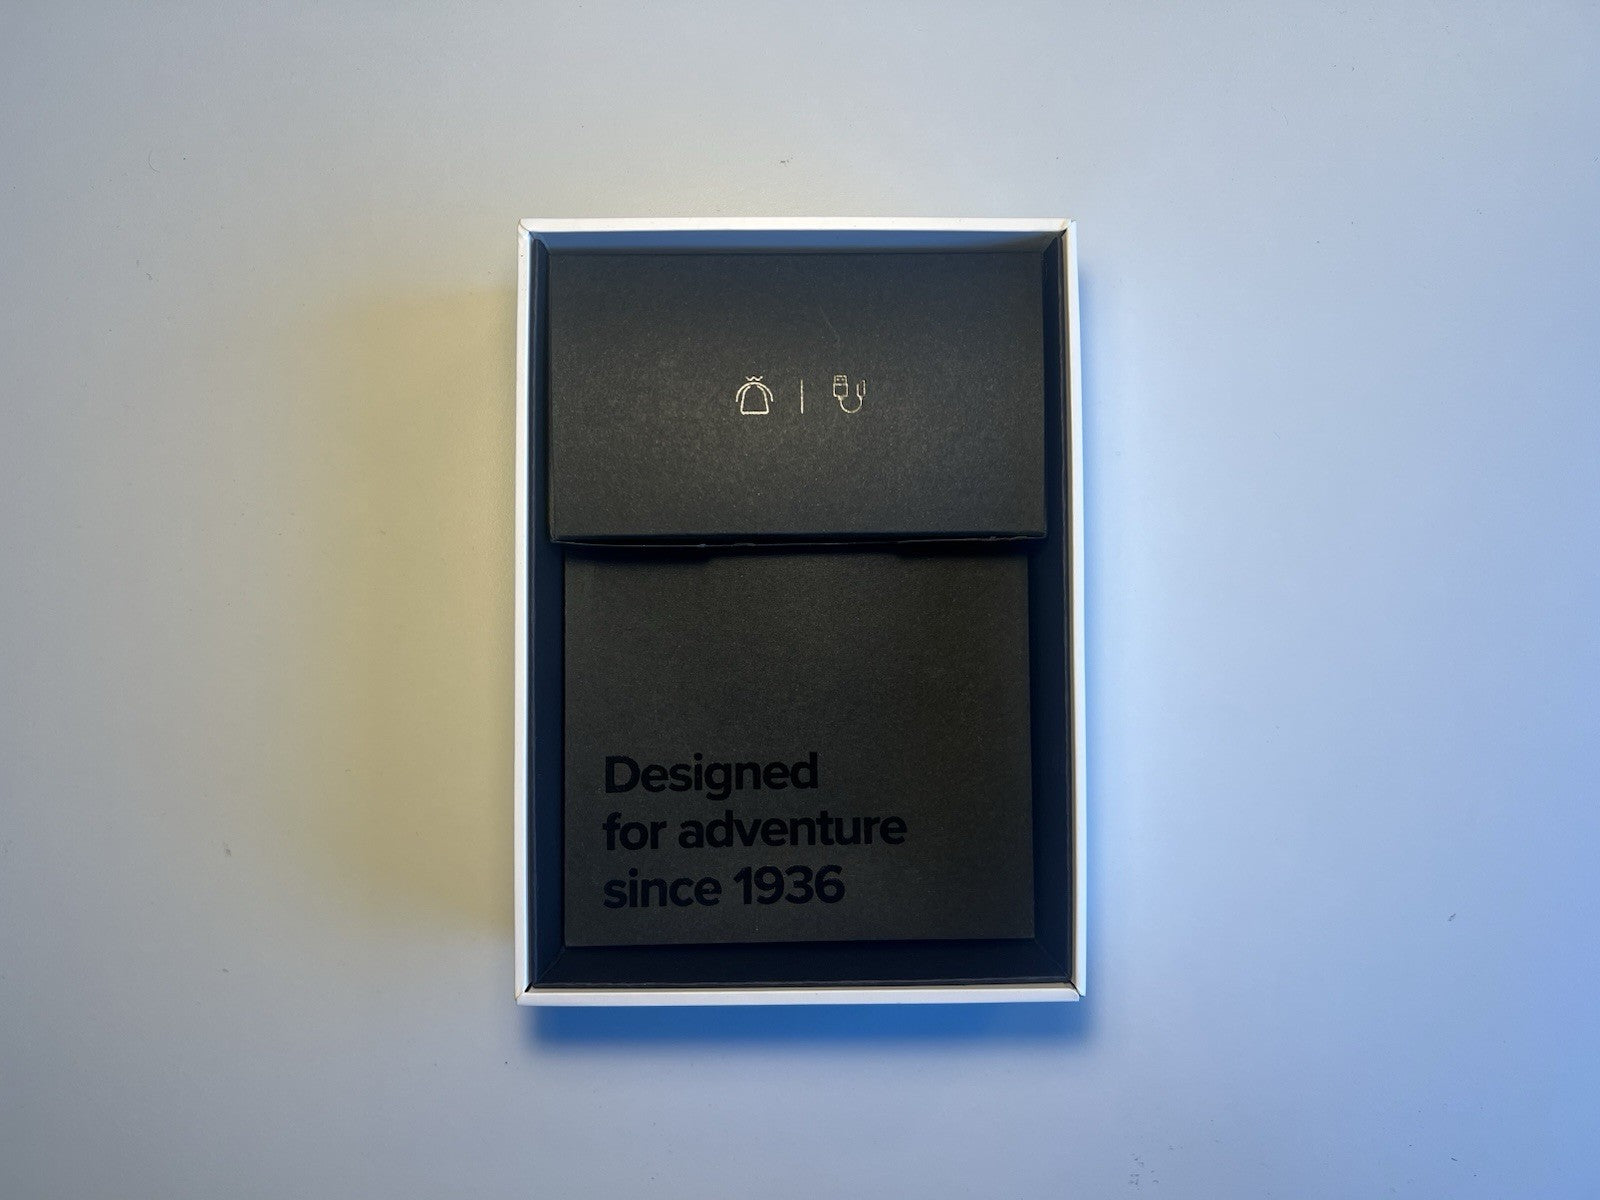 Designed
for adventure
since 1936